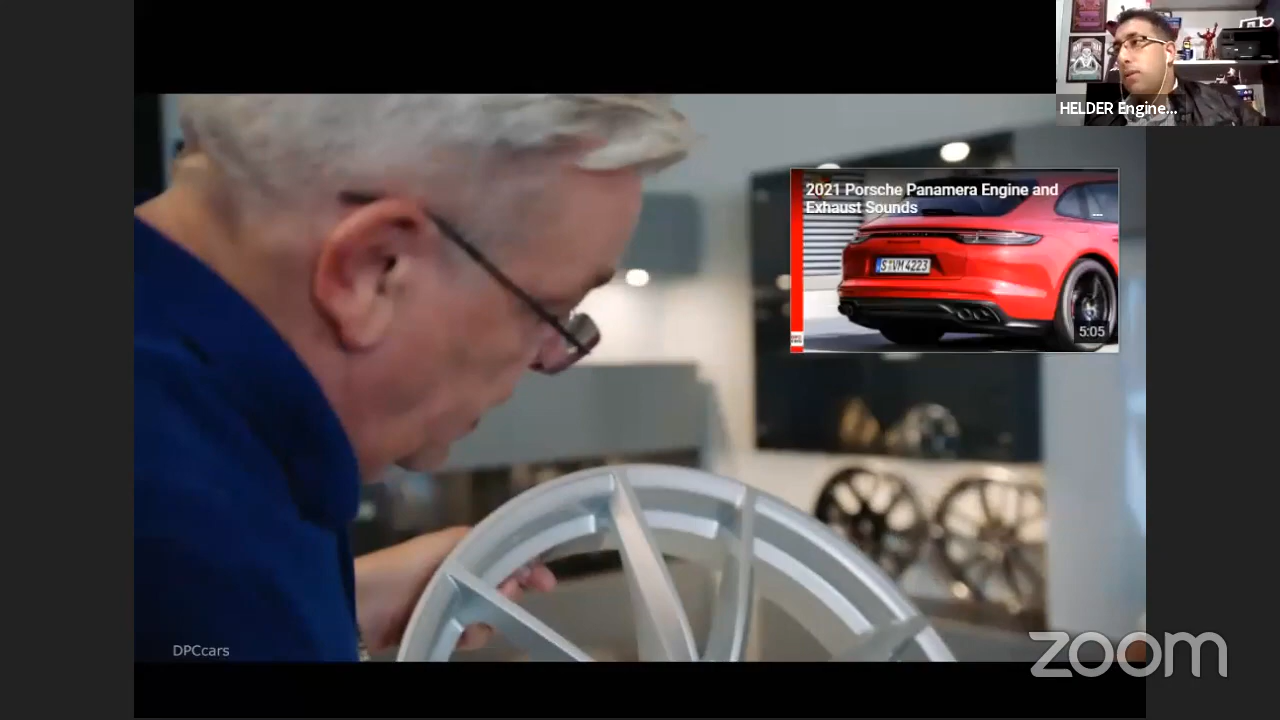 HELDER Engine...
2021 Porsche Panamera Engine and
Exhaust Sounds
S:VM 4223
5:05
DPCcars
zoom